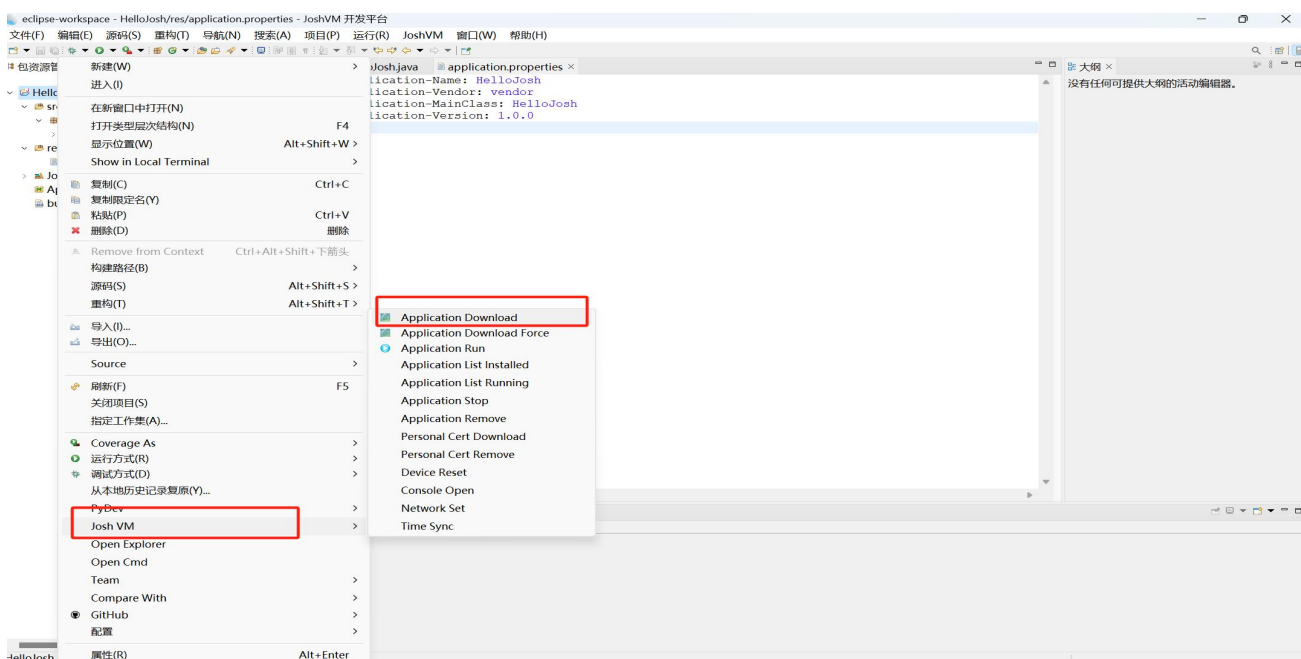 eclipse-workspace - HelloJosh/res/application.properties - JoshVM 开发平台
文件(F) 编辑(E) 源码(S) 重构(T) 导航(N) 搜索(A) 项目(P) 运行(R) JoshVM 窗口(W) 帮助(H)
包资源管
Hello
src
re
Jo
Ap
bu
新建(W)
进入(I)
在新窗口中打开(N)
打开类型层次结构(N) F4
显示位置(W) Alt+Shift+W
Show in Local Terminal
复制(C) Ctrl+C
复制限定名(Y)
粘贴(P) Ctrl+V
删除(D) 删除
Remove from Context Ctrl+Alt+Shift+下箭头
构建路径(B)
源码(S) Alt+Shift+S
重构(T) Alt+Shift+T
导入(I)...
导出(O)...
Source
刷新(F) F5
关闭项目(S)
指定工作集(A)...
Coverage As
运行方式(R)
调试方式(D)
从本地历史记录复原(Y)...
PyDev
Josh VM
Open Explorer
Open Cmd
Team
Compare With
GitHub
配置
属性(R) Alt+Enter
Application Download
Application Download Force
Application Run
Application List Installed
Application List Running
Application Stop
Application Remove
Personal Cert Download
Personal Cert Remove
Device Reset
Console Open
Network Set
Time Sync
oJosh.java application.properties
lication-Name: HelloJosh
lication-Vendor: vendor
lication-MainClass: HelloJosh
lication-Version: 1.0.0
大纲
没有任何可提供大纲的活动编辑器。
HelloJosh